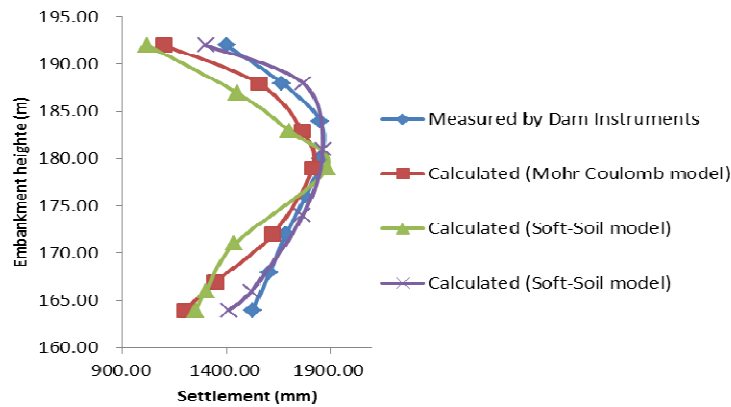 195.00
190.00
185.00
180.00
175.00
170.00
165.00
160.00
Embankment heighte (m)
900.00 1400.00 1900.00
Settlement (mm)
Measured by Dam Instruments
Calculated (Mohr Coulomb model)
Calculated (Soft-Soil model)
Calculated (Soft-Soil model)